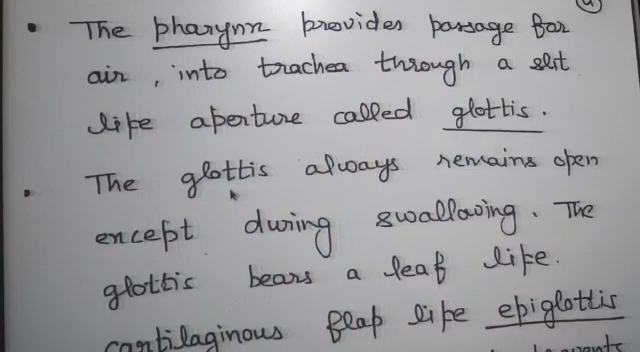 The pharynx provides passage for
air, into trachea through a slit
like aperture called glottis.
The glottis always remains open
except during swallowing. The
glottis bears a leaf like.
cartilaginous flap like epiglottis